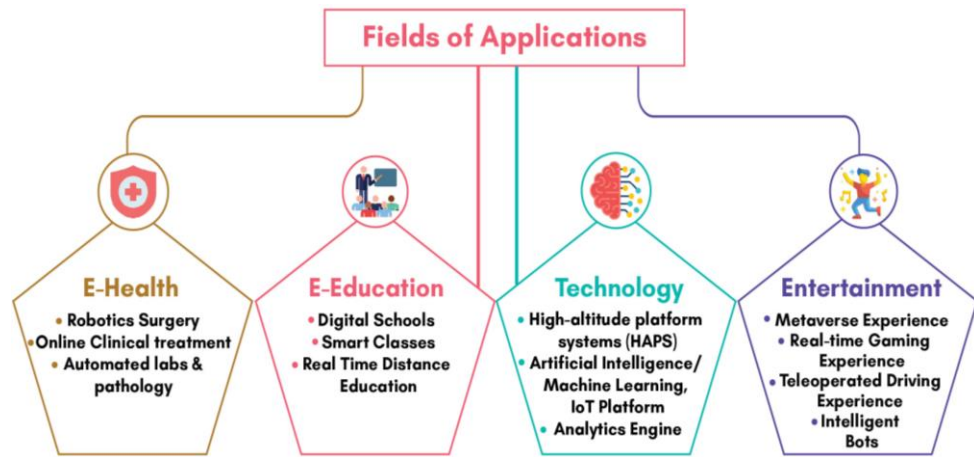 Fields of Applications
E-Health
• Robotics Surgery
• Online Clinical treatment
• Automated labs &
pathology
E-Education
• Digital Schools
• Smart Classes
• Real Time Distance
Education
Technology
• High-altitude platform
systems (HAPS)
• Artificial Intelligence/
Machine Learning,
IoT Platform
• Analytics Engine
Entertainment
• Metaverse Experience
• Real-time Gaming
Experience
• Teleoperated Driving
Experience
• Intelligent
Bots